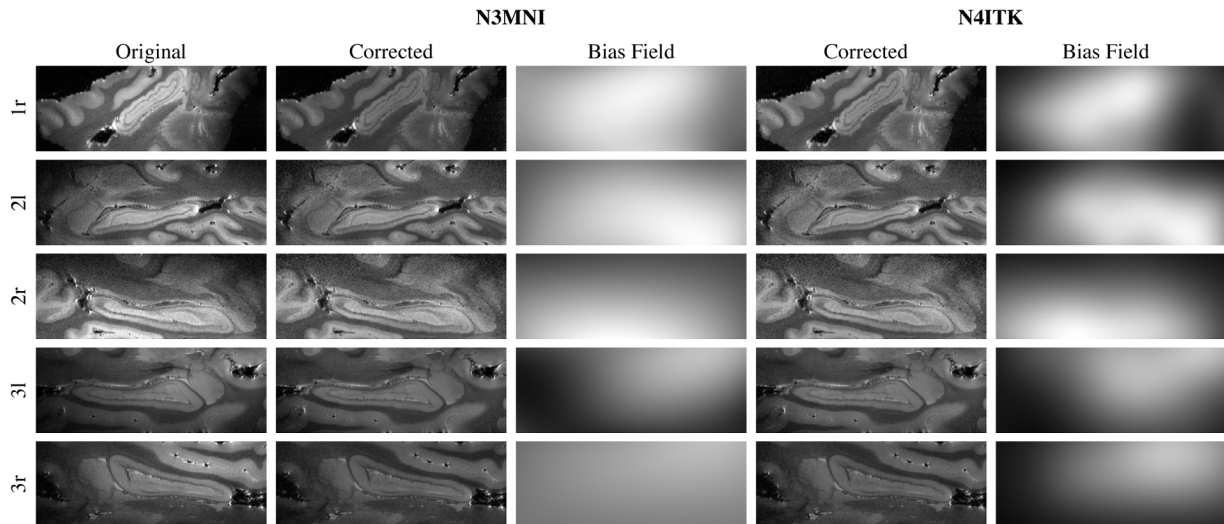 N3MNI N4ITK
Original Corrected Bias Field Corrected Bias Field
1r
2l
2r
3l
3r